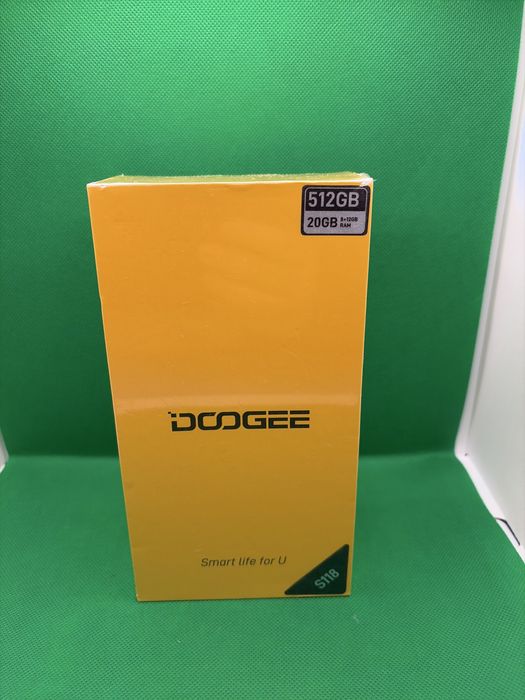 512GB
20GB 8+12GB RAM
DOOGEE
Smart life for U
S118